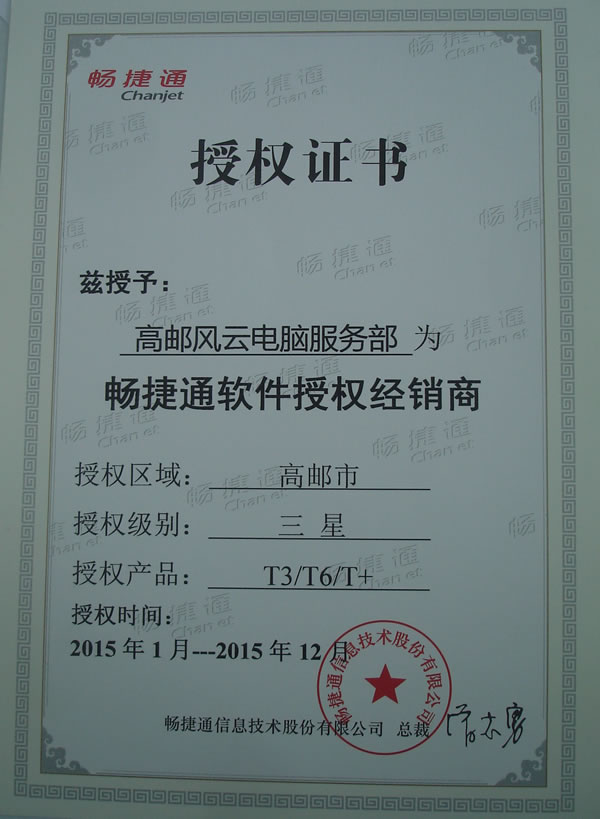 畅捷通
Chanjet
授权证书
兹授予：
高邮风云电脑服务部 为
畅捷通软件授权经销商
授权区域： 高邮市
授权级别： 三 星
授权产品： T3/T6/T+
授权时间：
2015 年 1 月---2015 年 12 月
畅捷通信息技术股份有限公司
畅捷通信息技术股份有限公司 总裁